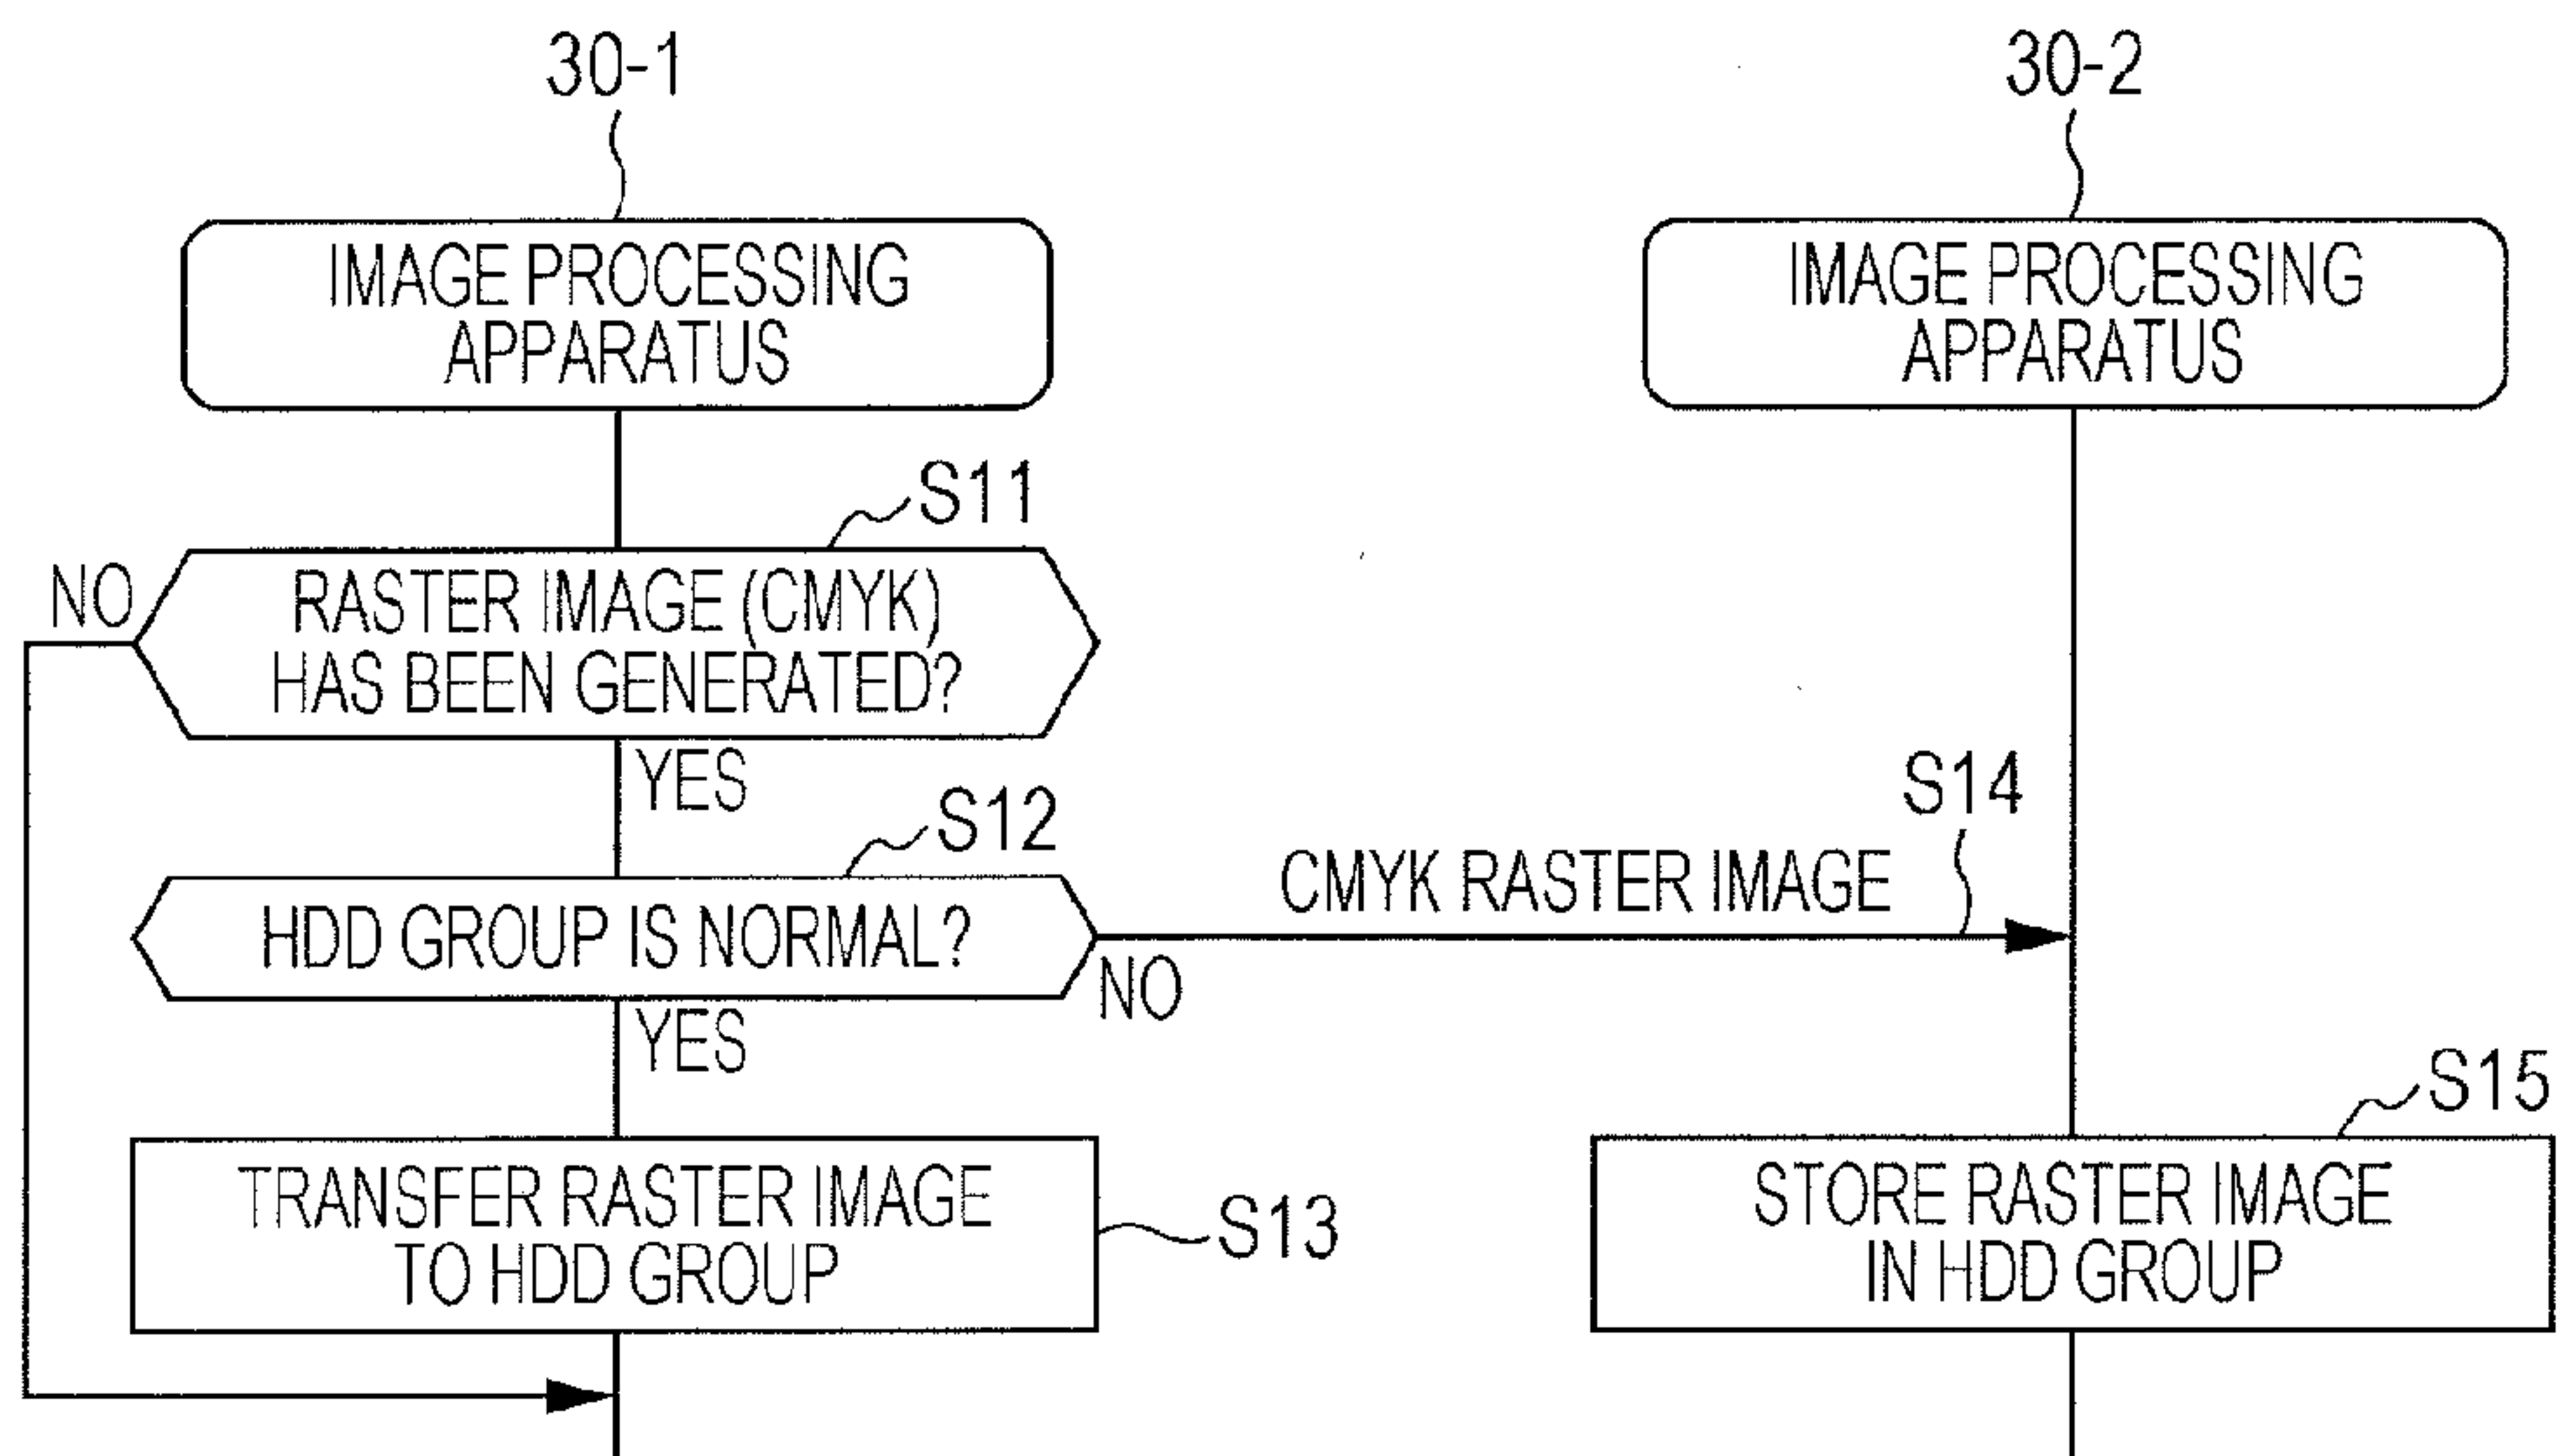 30-1
30-2
IMAGE PROCESSING
APPARATUS
IMAGE PROCESSING
APPARATUS
S11
NO
RASTER IMAGE (CMYK)
HAS BEEN GENERATED?
YES
S12
S14
CMYK RASTER IMAGE
HDD GROUP IS NORMAL?
NO
YES
S15
TRANSFER RASTER IMAGE
TO HDD GROUP
S13
STORE RASTER IMAGE
IN HDD GROUP